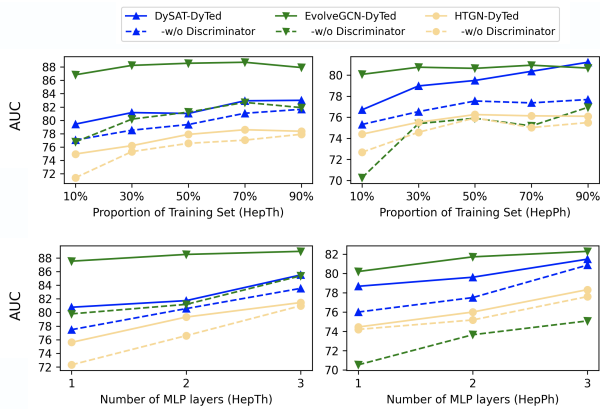 DySAT-DyTed EvolveGCN-DyTed HTGN-DyTed
-w/o Discriminator -w/o Discriminator -w/o Discriminator
AUC
88
86
84
82
80
78
76
74
72
10% 30% 50% 70% 90%
Proportion of Training Set (HepTh)
80
78
76
74
72
70
10% 30% 50% 70% 90%
Proportion of Training Set (HepPh)
AUC
88
86
84
82
80
78
76
74
72
1 2 3
Number of MLP layers (HepTh)
82
80
78
76
74
72
70
1 2 3
Number of MLP layers (HepPh)